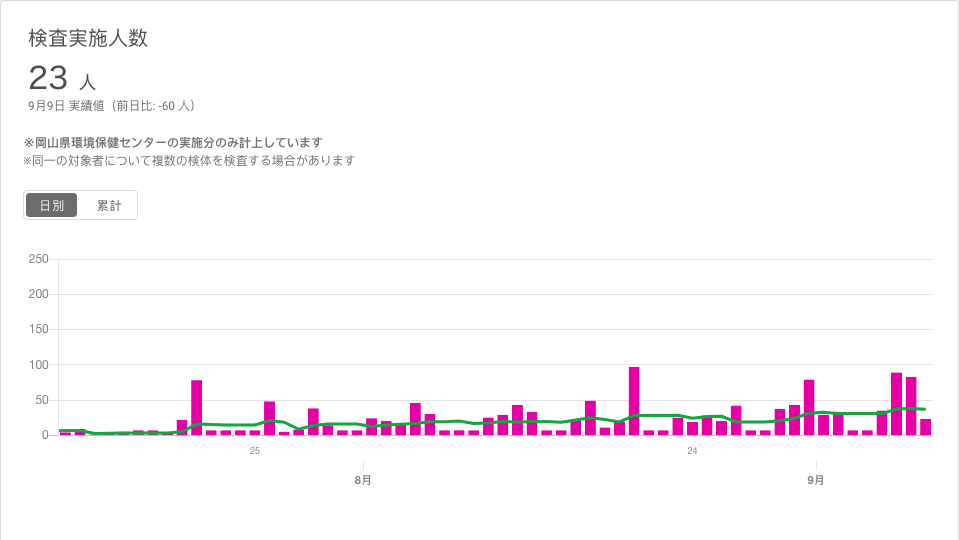 検査実施人数
23 人
9月9日 実績値（前日比: -60 人）
※岡山県環境保健センターの実施分のみ計上しています
※同一の対象者について複数の検体を検査する場合があります
日別 累計
250
200
150
100
50
0
25 24
8月 9月